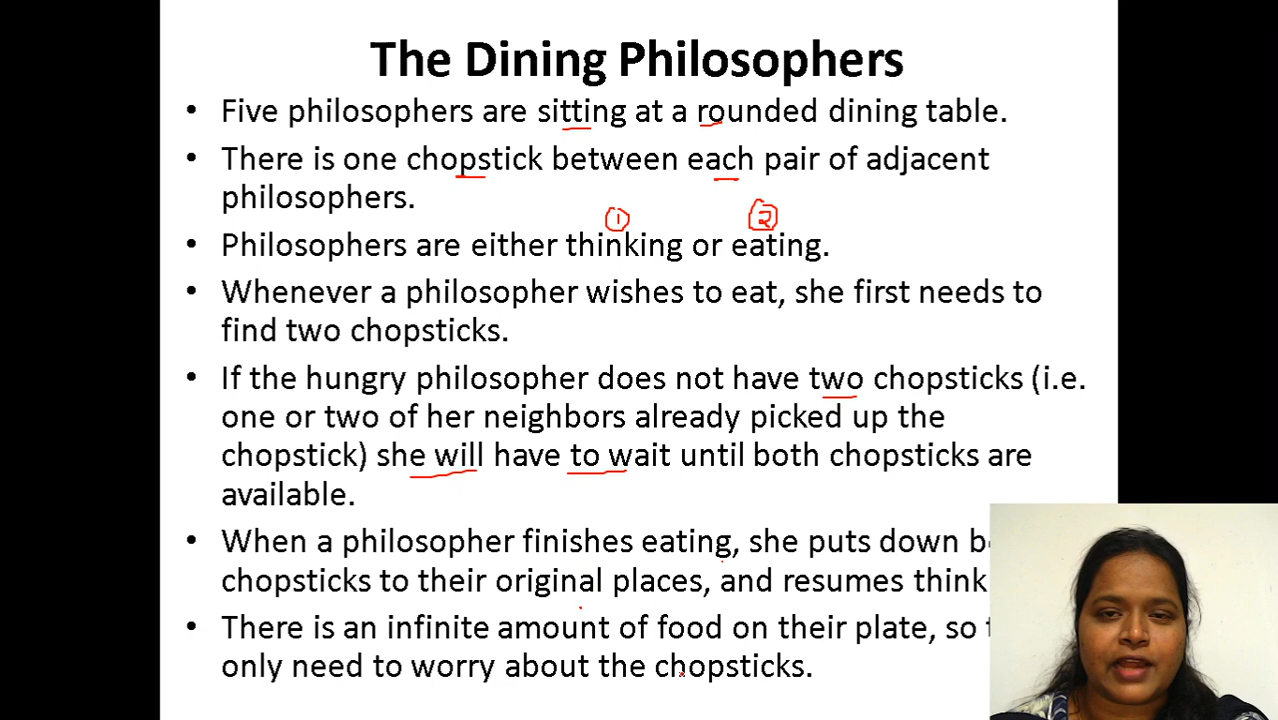 The Dining Philosophers
• Five philosophers are sitting at a rounded dining table.
• There is one chopstick between each pair of adjacent
philosophers.
1 2
• Philosophers are either thinking or eating.
• Whenever a philosopher wishes to eat, she first needs to
find two chopsticks.
• If the hungry philosopher does not have two chopsticks (i.e.
one or two of her neighbors already picked up the
chopstick) she will have to wait until both chopsticks are
available.
• When a philosopher finishes eating, she puts down
chopsticks to their original places, and resumes think
• There is an infinite amount of food on their plate, so
only need to worry about the chopsticks.